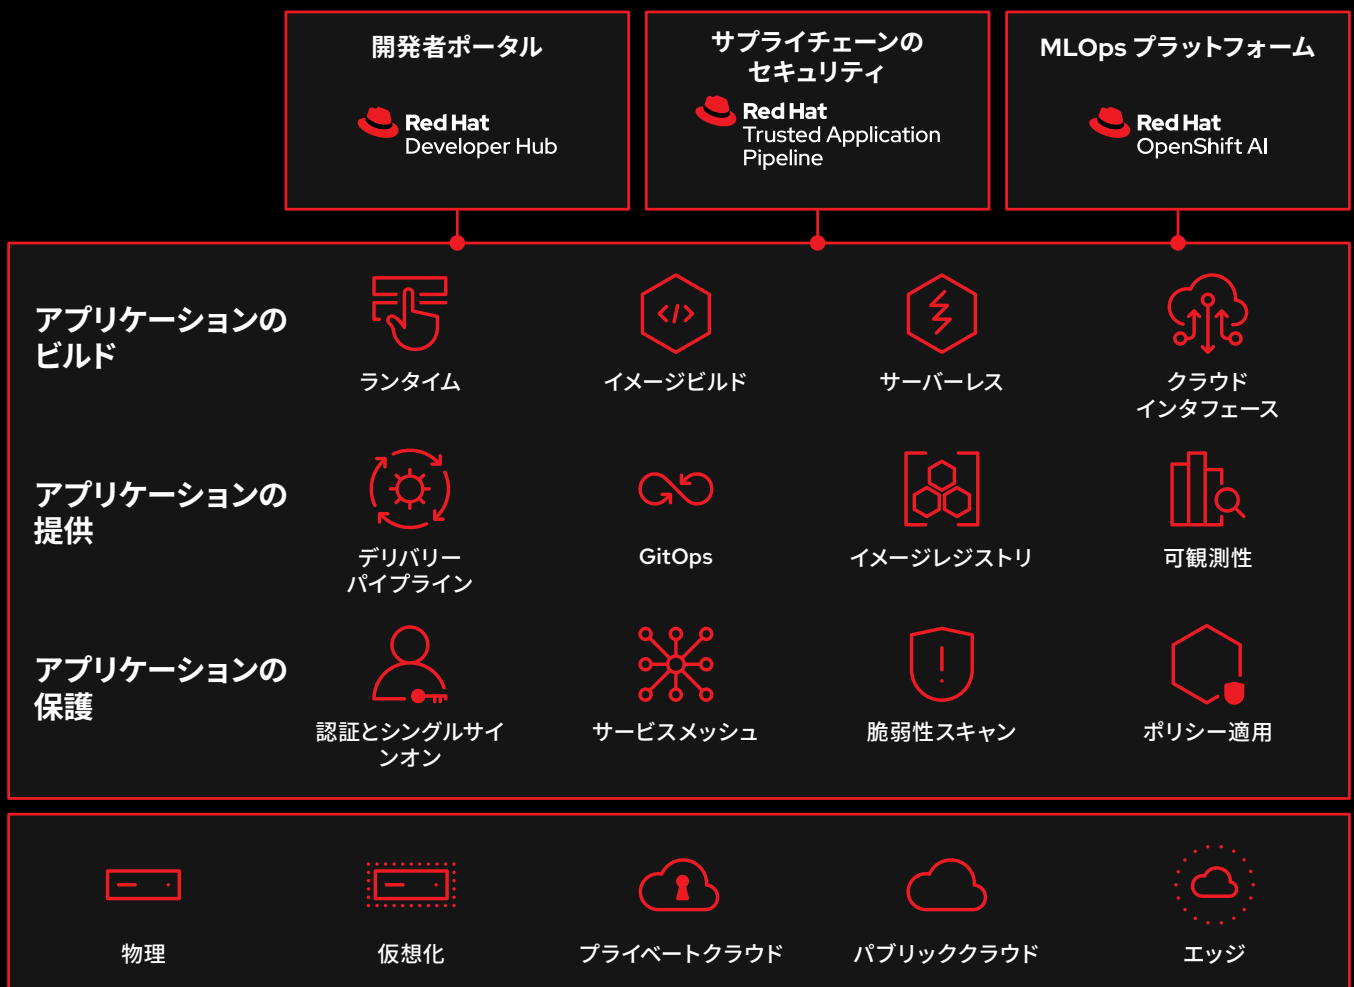 開発者ポータル
Red Hat
Developer Hub
サプライチェーンの
セキュリティ
Red Hat
Trusted Application
Pipeline
MLOps プラットフォーム
Red Hat
OpenShift AI
アプリケーションの
ビルド
ランタイム
イメージビルド
サーバーレス
クラウド
インタフェース
アプリケーションの
提供
デリバリー
パイプライン
GitOps
イメージレジストリ
可観測性
アプリケーションの
保護
認証とシングルサイ
ンオン
サービスメッシュ
脆弱性スキャン
ポリシー適用
物理
仮想化
プライベートクラウド
パブリッククラウド
エッジ